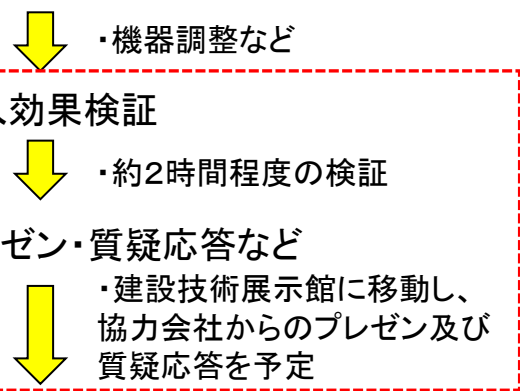 ・機器調整など
効果検証
・約2時間程度の検証
ゼン・質疑応答など
・建設技術展示館に移動し、
協力会社からのプレゼン及び
質疑応答を予定